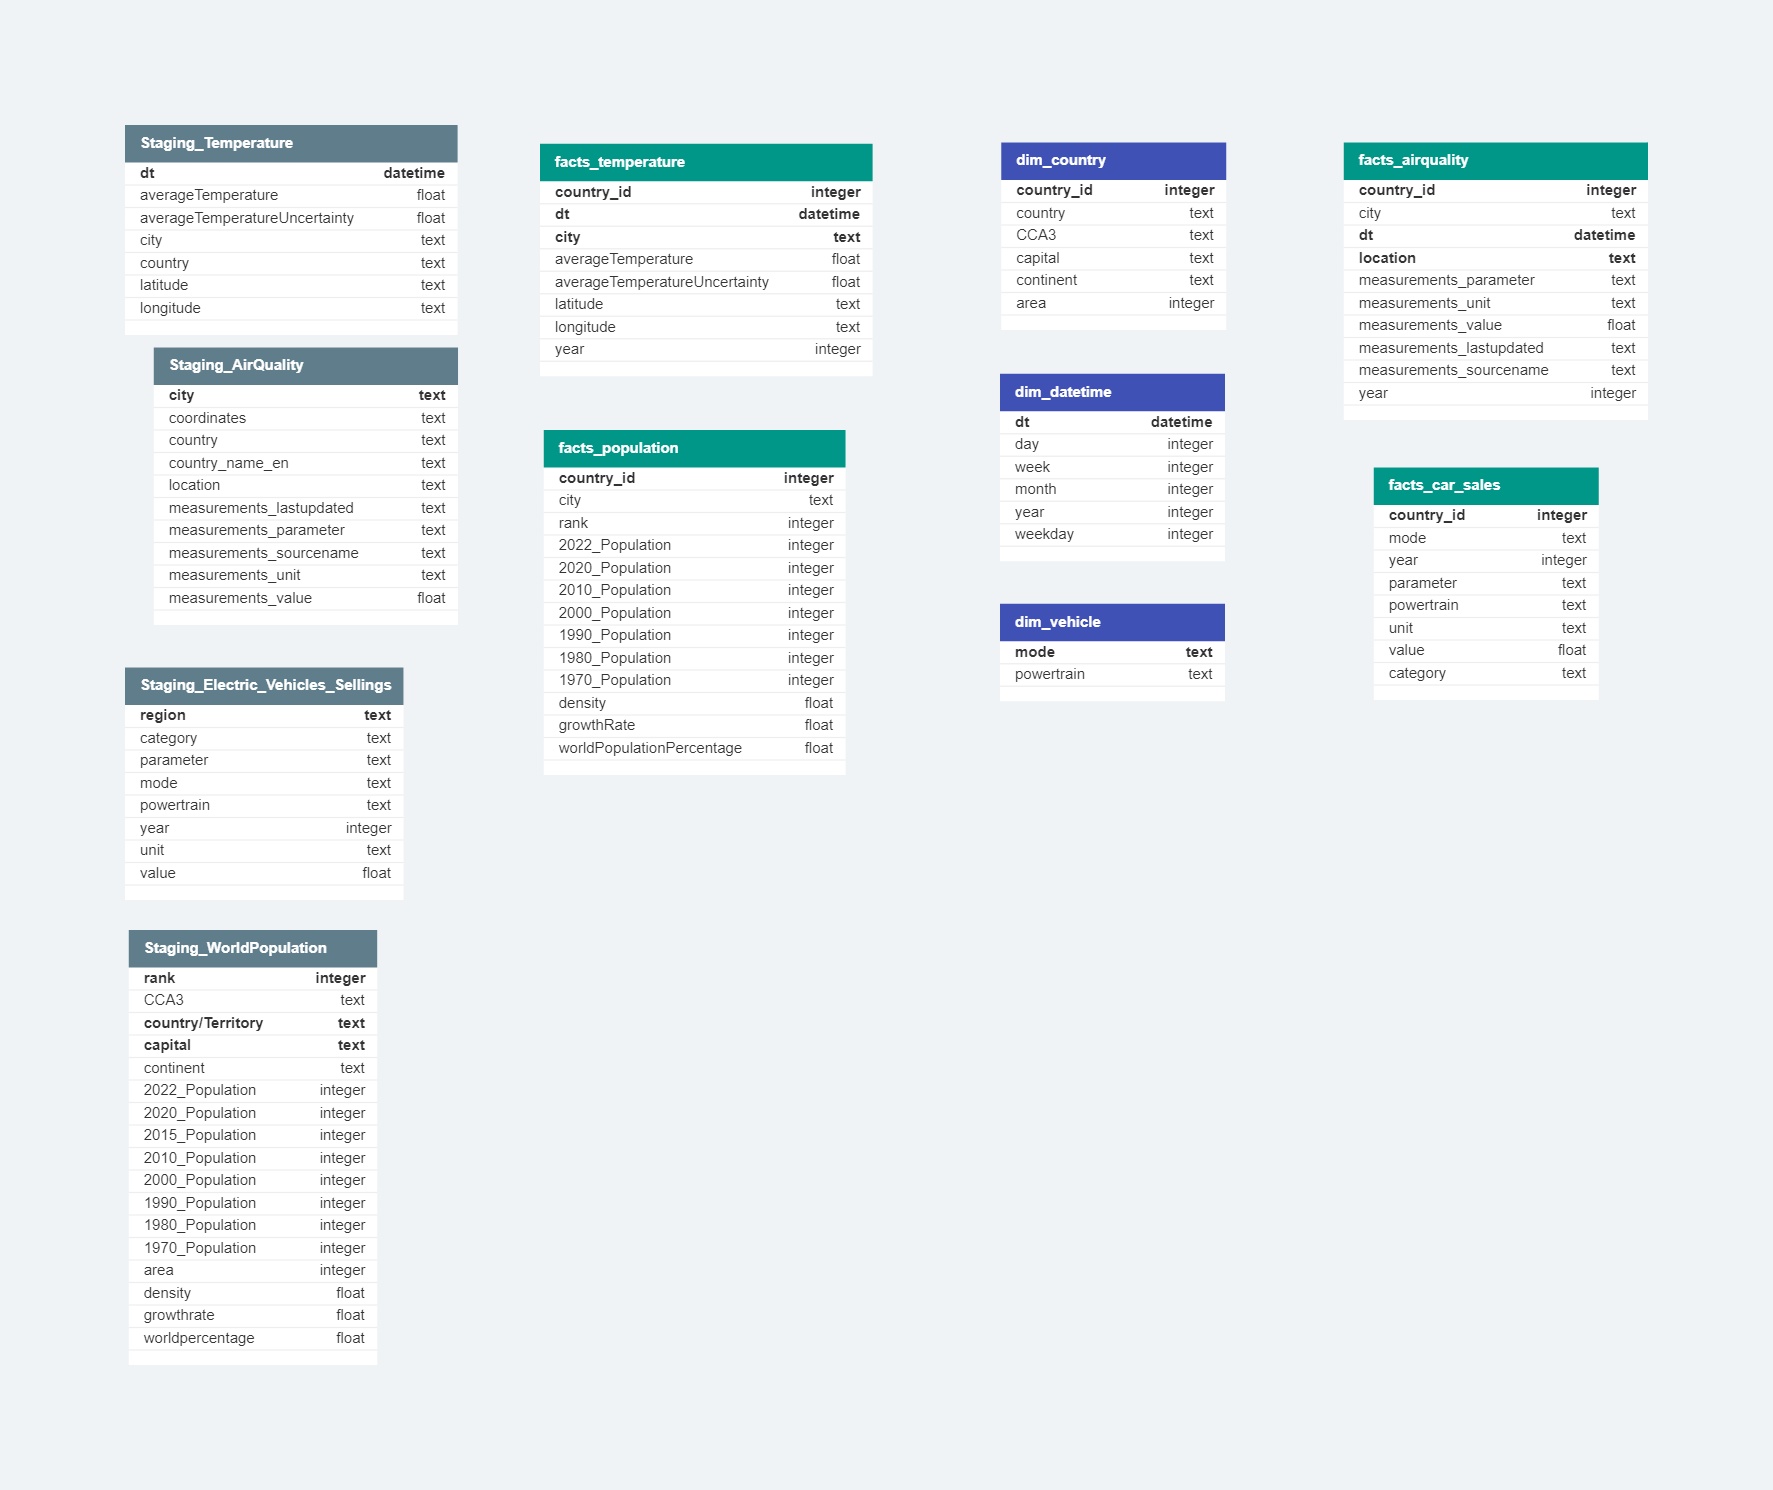 Staging_Temperature
dt datetime
averageTemperature float
averageTemperatureUncertainty float
city text
country text
latitude text
longitude text
Staging_AirQuality
city text
coordinates text
country text
country_name_en text
location text
measurements_lastupdated text
measurements_parameter text
measurements_sourcename text
measurements_unit text
measurements_value float
Staging_Electric_Vehicles_Sellings
region text
category text
parameter text
mode text
powertrain text
year integer
unit text
value float
Staging_WorldPopulation
rank integer
CCA3 text
country/Territory text
capital text
continent text
2022_Population integer
2020_Population integer
2015_Population integer
2010_Population integer
2000_Population integer
1990_Population integer
1980_Population integer
1970_Population integer
area integer
density float
growthrate float
worldpercentage float
facts_temperature
country_id integer
dt datetime
city text
averageTemperature float
averageTemperatureUncertainty float
latitude text
longitude text
year integer
facts_population
country_id integer
city text
rank integer
2022_Population integer
2020_Population integer
2010_Population integer
2000_Population integer
1990_Population integer
1980_Population integer
1970_Population integer
density float
growthRate float
worldPopulationPercentage float
dim_country
country_id integer
country text
CCA3 text
capital text
continent text
area integer
dim_datetime
dt datetime
day integer
week integer
month integer
year integer
weekday integer
dim_vehicle
mode text
powertrain text
facts_airquality
country_id integer
city text
dt datetime
location text
measurements_parameter text
measurements_unit text
measurements_value float
measurements_lastupdated text
measurements_sourcename text
year integer
facts_car_sales
country_id integer
mode text
year integer
parameter text
powertrain text
unit text
value float
category text